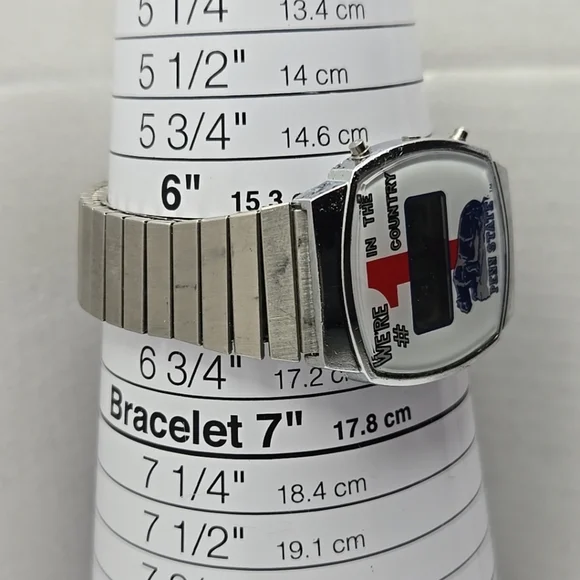 5 1/4" 13.4 cm
5 1/2" 14 cm
5 3/4" 14.6 cm
6" 15.3
6 3/4" 17.2 c
Bracelet 7" 17.8 cm
7 1/4" 18.4 cm
7 1/2" 19.1 cm
WE'RE
#1
IN THE
COUNTRY
PENN STATE